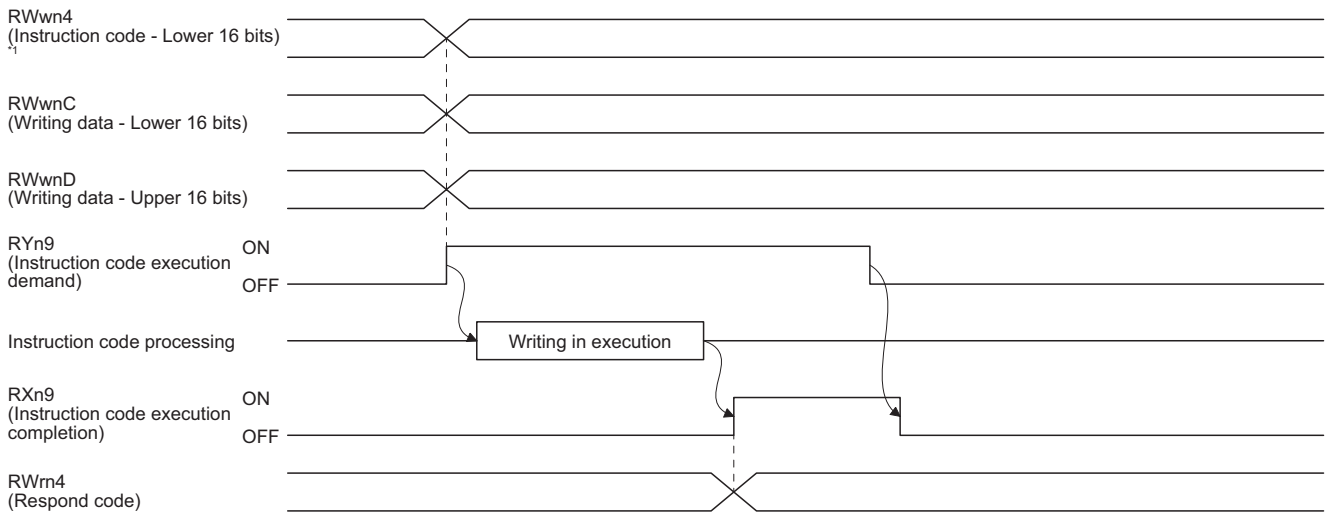 RWwn4
(Instruction code - Lower 16 bits)
*1
RWwnC
(Writing data - Lower 16 bits)
RWwnD
(Writing data - Upper 16 bits)
RYn9
(Instruction code execution
demand)
ON
OFF
Instruction code processing
Writing in execution
RXn9
(Instruction code execution
completion)
ON
OFF
RWrn4
(Respond code)